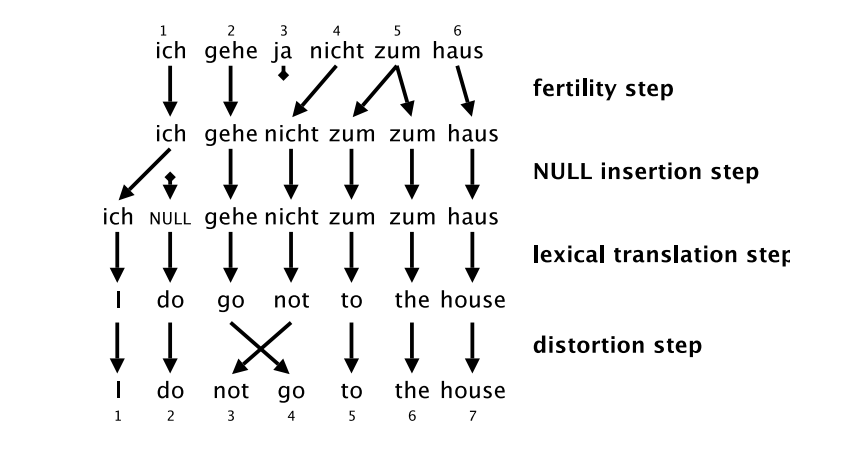 1 2 3 4 5 6
ich gehe ja nicht zum haus
fertility step
ich gehe nicht zum zum haus
NULL insertion step
ich NULL gehe nicht zum zum haus
lexical translation step
I do go not to the house
distortion step
I do not go to the house
1 2 3 4 5 6 7